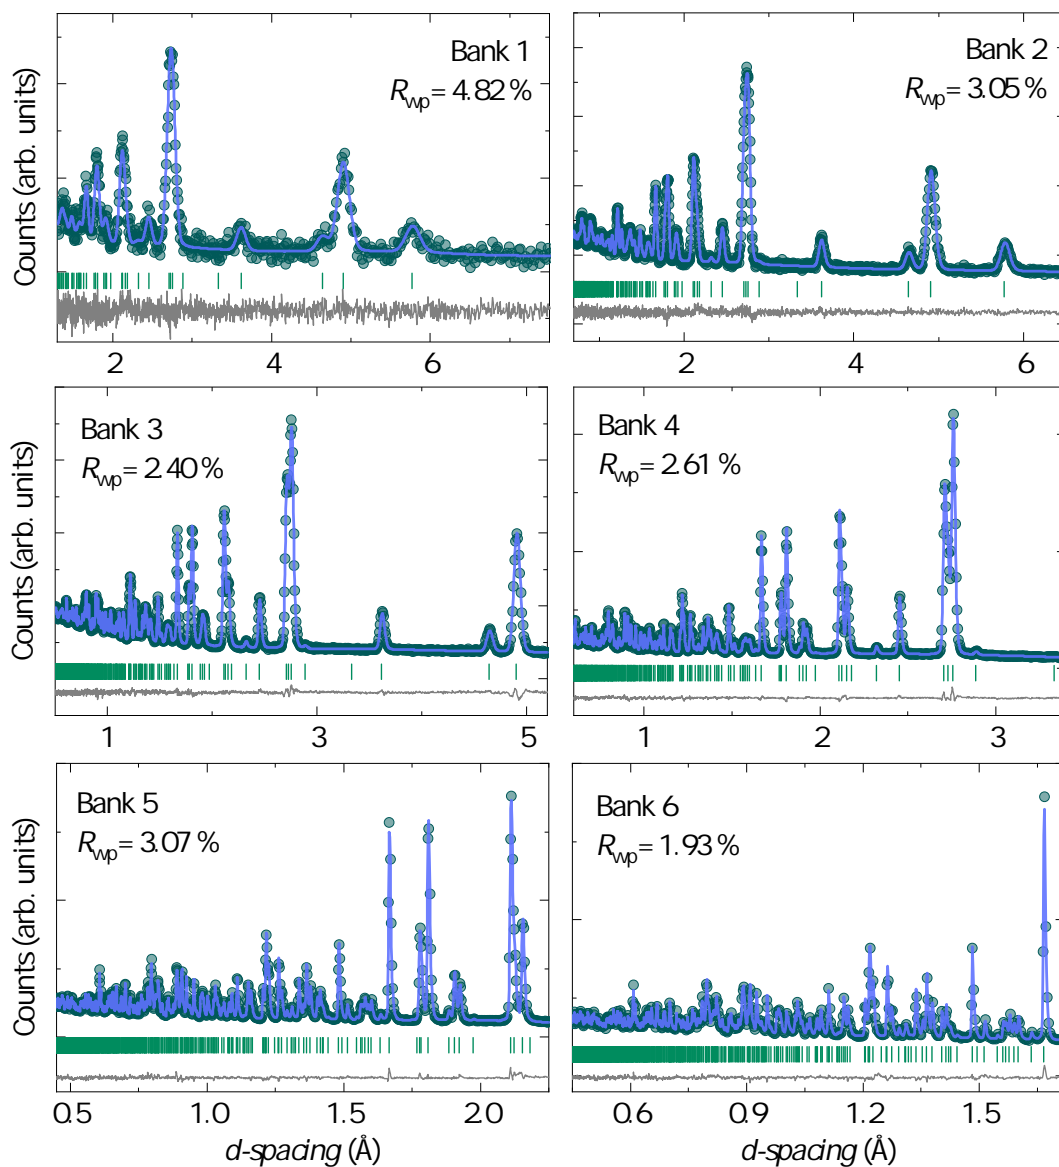 Bank 1
Rwp= 4.82 %
Counts (arb. units)
2 4 6
Bank 2
Rwp= 3.05 %
2 4 6
Bank 3
Rwp= 2.40 %
Counts (arb. units)
1 3 5
Bank 4
Rwp= 2.61 %
1 2 3
Bank 5
Rwp= 3.07 %
Counts (arb. units)
0.5 1.0 1.5 2.0
d-spacing (Å)
Bank 6
Rwp= 1.93 %
0.6 0.9 1.2 1.5
d-spacing (Å)